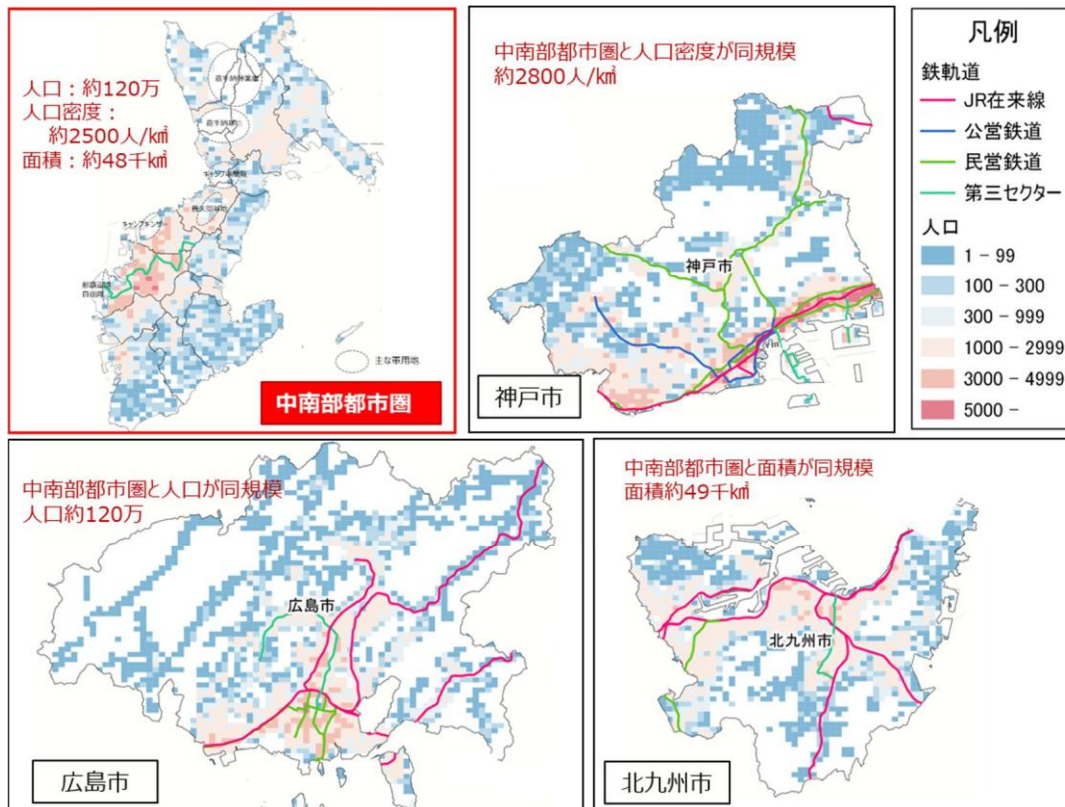 人口：約120万
人口密度：
約2500人/㎢
面積：約48千㎢
キャンプキンザー
主な軍用地
中南部都市圏
中南部都市圏と人口密度が同規模
約2800人/㎢
神戸市
神戸市
凡例
鉄軌道
JR在来線
公営鉄道
民営鉄道
第三セクター
人口
1 - 99
100 - 300
300 - 999
1000 - 2999
3000 - 4999
5000 -
中南部都市圏と人口が同規模
人口約120万
広島市
広島市
中南部都市圏と面積が同規模
面積約49千㎢
北九州市
北九州市